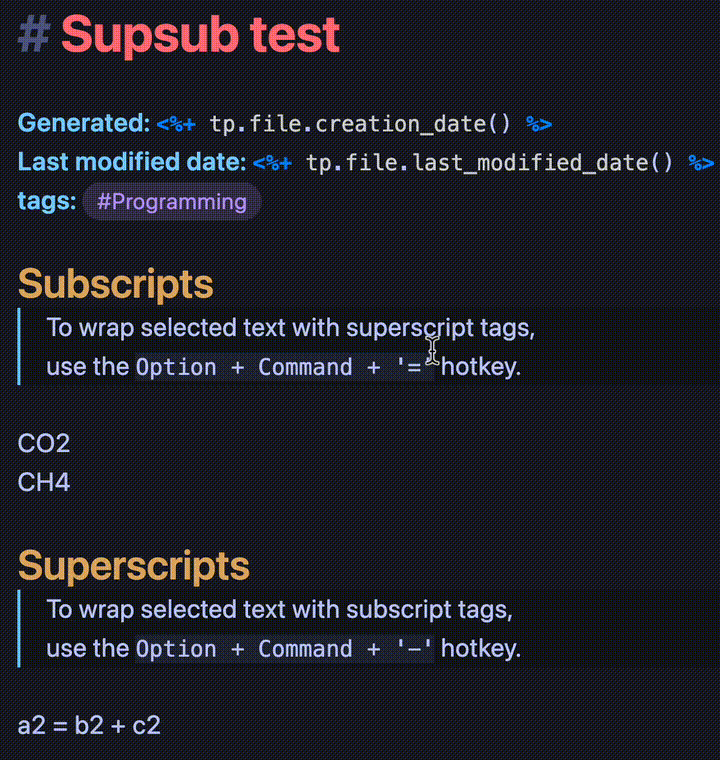 # Supsub test
Generated: <%+ tp.file.creation_date() %>
Last modified date: <%+ tp.file.last_modified_date() %>
tags: #Programming
Subscripts
To wrap selected text with superscript tags,
use the Option + Command + '=' hotkey.
CO2
CH4
Superscripts
To wrap selected text with subscript tags,
use the Option + Command + '-' hotkey.
a2 = b2 + c2